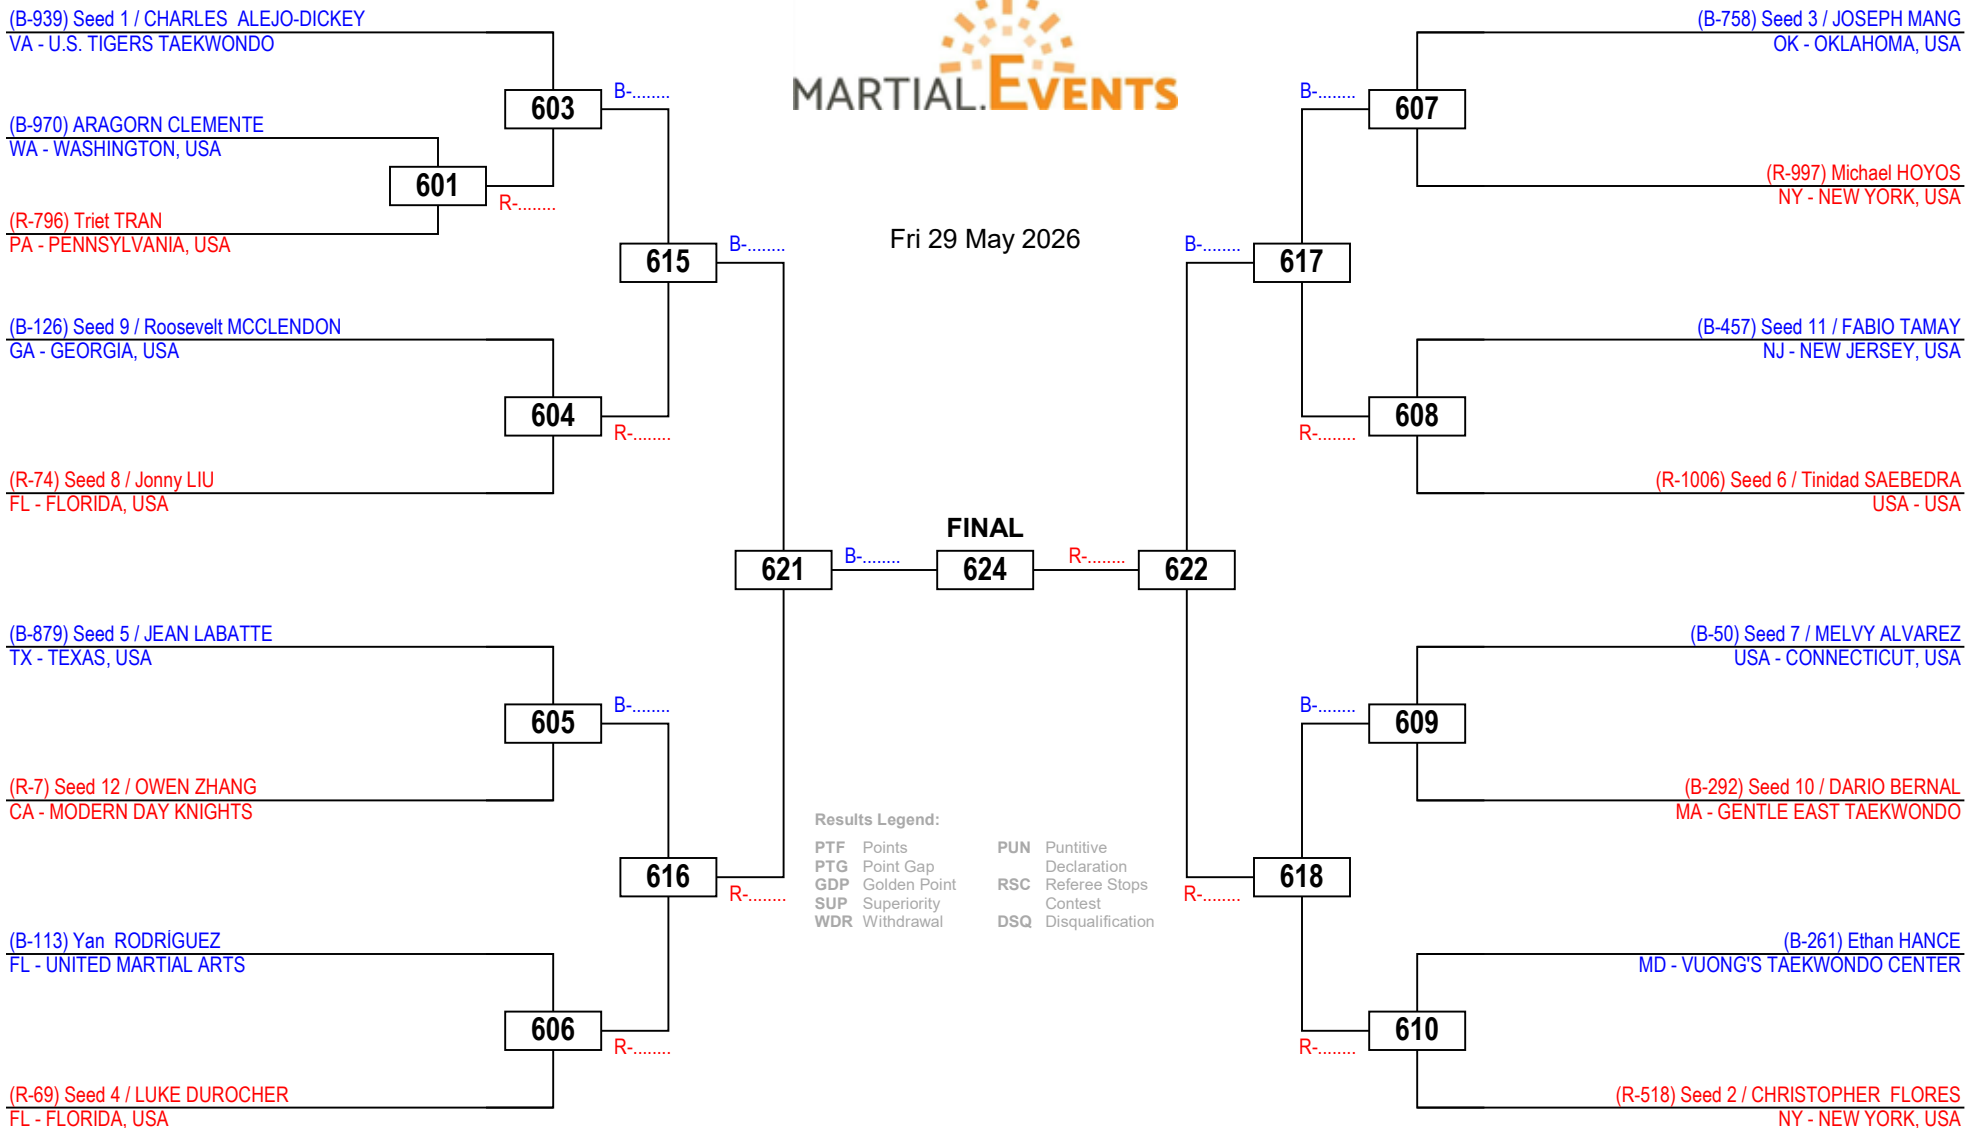 (B-939) Seed 1 / CHARLES  ALEJO-DICKEY
VA - U.S. TIGERS TAEKWONDO
603
B-........
(B-970) ARAGORN CLEMENTE
WA - WASHINGTON, USA
601
R-........
(R-796) Triet TRAN
PA - PENNSYLVANIA, USA
615
B-........
(B-126) Seed 9 / Roosevelt MCCLENDON
GA - GEORGIA, USA
604
R-........
(R-74) Seed 8 / Jonny LIU
FL - FLORIDA, USA
621
B-........
(B-879) Seed 5 / JEAN LABATTE
TX - TEXAS, USA
605
B-........
(R-7) Seed 12 / OWEN ZHANG
CA - MODERN DAY KNIGHTS
616
R-........
(B-113) Yan  RODRÍGUEZ
FL - UNITED MARTIAL ARTS
606
R-........
(R-69) Seed 4 / LUKE DUROCHER
FL - FLORIDA, USA
MARTIAL.EVENTS
Fri 29 May 2026
FINAL
624
Results Legend:
PTF Points
PTG Point Gap
GDP Golden Point
SUP Superiority
WDR Withdrawal
PUN Puntitive
Declaration
RSC Referee Stops
Contest
DSQ Disqualification
(B-758) Seed 3 / JOSEPH MANG
OK - OKLAHOMA, USA
B-........
607
(R-997) Michael HOYOS
NY - NEW YORK, USA
B-........
617
(B-457) Seed 11 / FABIO TAMAY
NJ - NEW JERSEY, USA
R-........
608
(R-1006) Seed 6 / Tinidad SAEBEDRA
USA - USA
R-........
622
(B-50) Seed 7 / MELVY ALVAREZ
USA - CONNECTICUT, USA
B-........
609
(B-292) Seed 10 / DARIO BERNAL
MA - GENTLE EAST TAEKWONDO
R-........
618
(B-261) Ethan HANCE
MD - VUONG'S TAEKWONDO CENTER
R-........
610
(R-518) Seed 2 / CHRISTOPHER  FLORES
NY - NEW YORK, USA